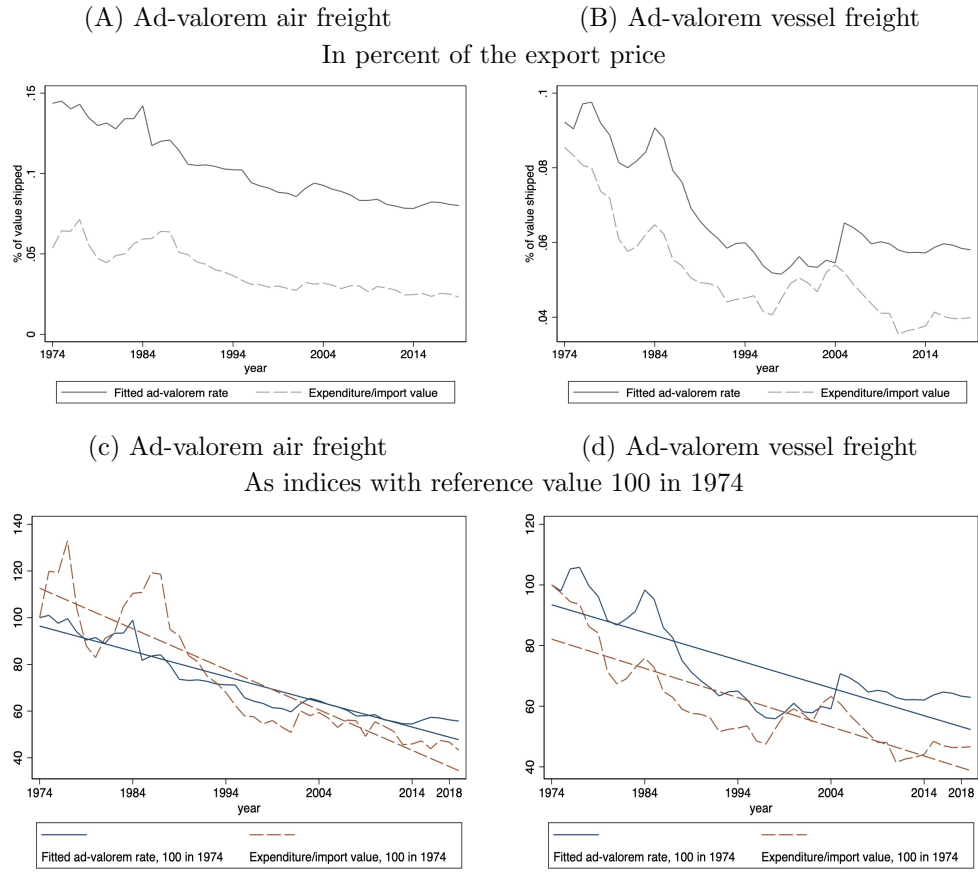 (A) Ad-valorem air freight
(B) Ad-valorem vessel freight
In percent of the export price
% of value shipped
.15
.1
.05
0
1974 1984 1994 2004 2014
year
Fitted ad-valorem rate Expenditure/import value
% of value shipped
.1
.08
.06
.04
1974 1984 1994 2004 2014
year
Fitted ad-valorem rate Expenditure/import value
(c) Ad-valorem air freight
(d) Ad-valorem vessel freight
As indices with reference value 100 in 1974
140
120
100
80
60
40
1974 1984 1994 2004 2014 2018
year
Fitted ad-valorem rate, 100 in 1974 Expenditure/import value, 100 in 1974
120
100
80
60
40
1974 1984 1994 2004 2014 2018
year
Fitted ad-valorem rate, 100 in 1974 Expenditure/import value, 100 in 1974